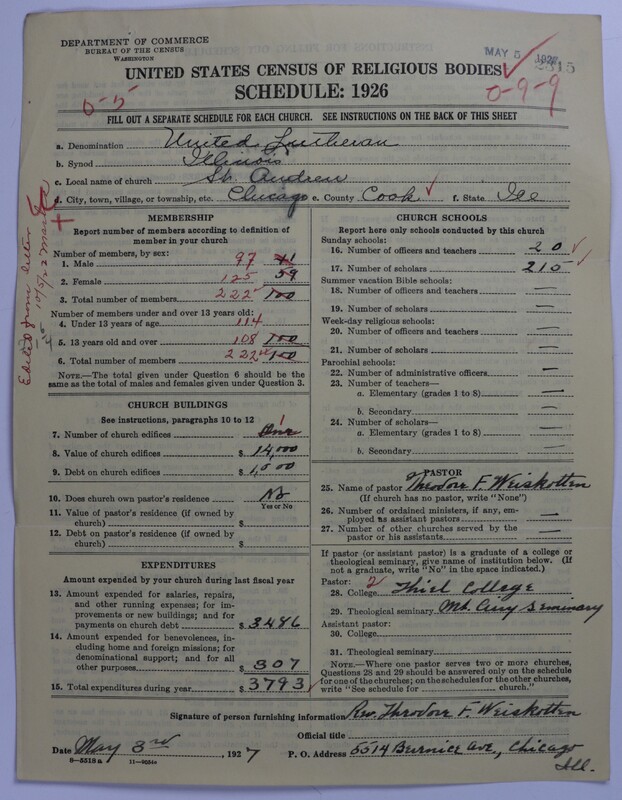 DEPARTMENT OF COMMERCE
BUREAU OF THE CENSUS
WASHINGTON
MAY 5 1927
2315
UNITED STATES CENSUS OF RELIGIOUS BODIES
SCHEDULE: 1926
0-5
0-9-9
FILL OUT A SEPARATE SCHEDULE FOR EACH CHURCH. SEE INSTRUCTIONS ON THE BACK OF THIS SHEET
a. Denomination United Lutheran
b. Synod Illinois
c. Local name of church St. Andrew
d. City, town, village, or township, etc. Chicago e. County Cook f. State Ill
Edited from letter
MEMBERSHIP
Report number of members according to definition of member in your church
Number of members, by sex:
1. Male 97 41
2. Female 125 59
3. Total number of members 222 100
Number of members under and over 13 years old:
4. Under 13 years of age 114
5. 13 years old and over 108 100
6. Total number of members 222 100
NOTE.—The total given under Question 6 should be the same as the total of males and females given under Question 3.
CHURCH BUILDINGS
See instructions, paragraphs 10 to 12
7. Number of church edifices One 1
8. Value of church edifices $ 14,000
9. Debt on church edifices $ 1,500
10. Does church own pastor's residence No
Yes or No
11. Value of pastor's residence (if owned by church) $
12. Debt on pastor's residence (if owned by church) $
EXPENDITURES
Amount expended by your church during last fiscal year
13. Amount expended for salaries, repairs, and other running expenses; for improvements or new buildings; and for payments on church debt $ 3486
14. Amount expended for benevolences, including home and foreign missions; for denominational support; and for all other purposes $ 307
15. Total expenditures during year $ 3793
CHURCH SCHOOLS
Report here only schools conducted by this church
Sunday schools:
16. Number of officers and teachers 20
17. Number of scholars 210
Summer vacation Bible schools:
18. Number of officers and teachers —
19. Number of scholars —
Week-day religious schools:
20. Number of officers and teachers —
21. Number of scholars —
Parochial schools:
22. Number of administrative officers —
23. Number of teachers—
a. Elementary (grades 1 to 8) —
b. Secondary —
24. Number of scholars—
a. Elementary (grades 1 to 8) —
b. Secondary —
PASTOR
25. Name of pastor Theodore F. Weiskotten
(If church has no pastor, write "None")
26. Number of ordained ministers, if any, employed as assistant pastors —
27. Number of other churches served by the pastor or his assistants —
If pastor (or assistant pastor) is a graduate of a college or theological seminary, give name of institution below. (If not a graduate, write "No" in the space indicated.)
Pastor: 2
28. College Thiel College
29. Theological seminary Mt. Airy Seminary
Assistant pastor:
30. College
31. Theological seminary
NOTE.—Where one pastor serves two or more churches, Questions 28 and 29 should be answered only on the schedule for one of the churches; on the schedules for the other churches, write "See schedule for church."
Signature of person furnishing information Rev. Theodore F. Weiskotten
Official title
Date May 3rd, 1927 P. O. Address 5514 Burnice Ave., Chicago
Ill.
8-5518a 11-9084a